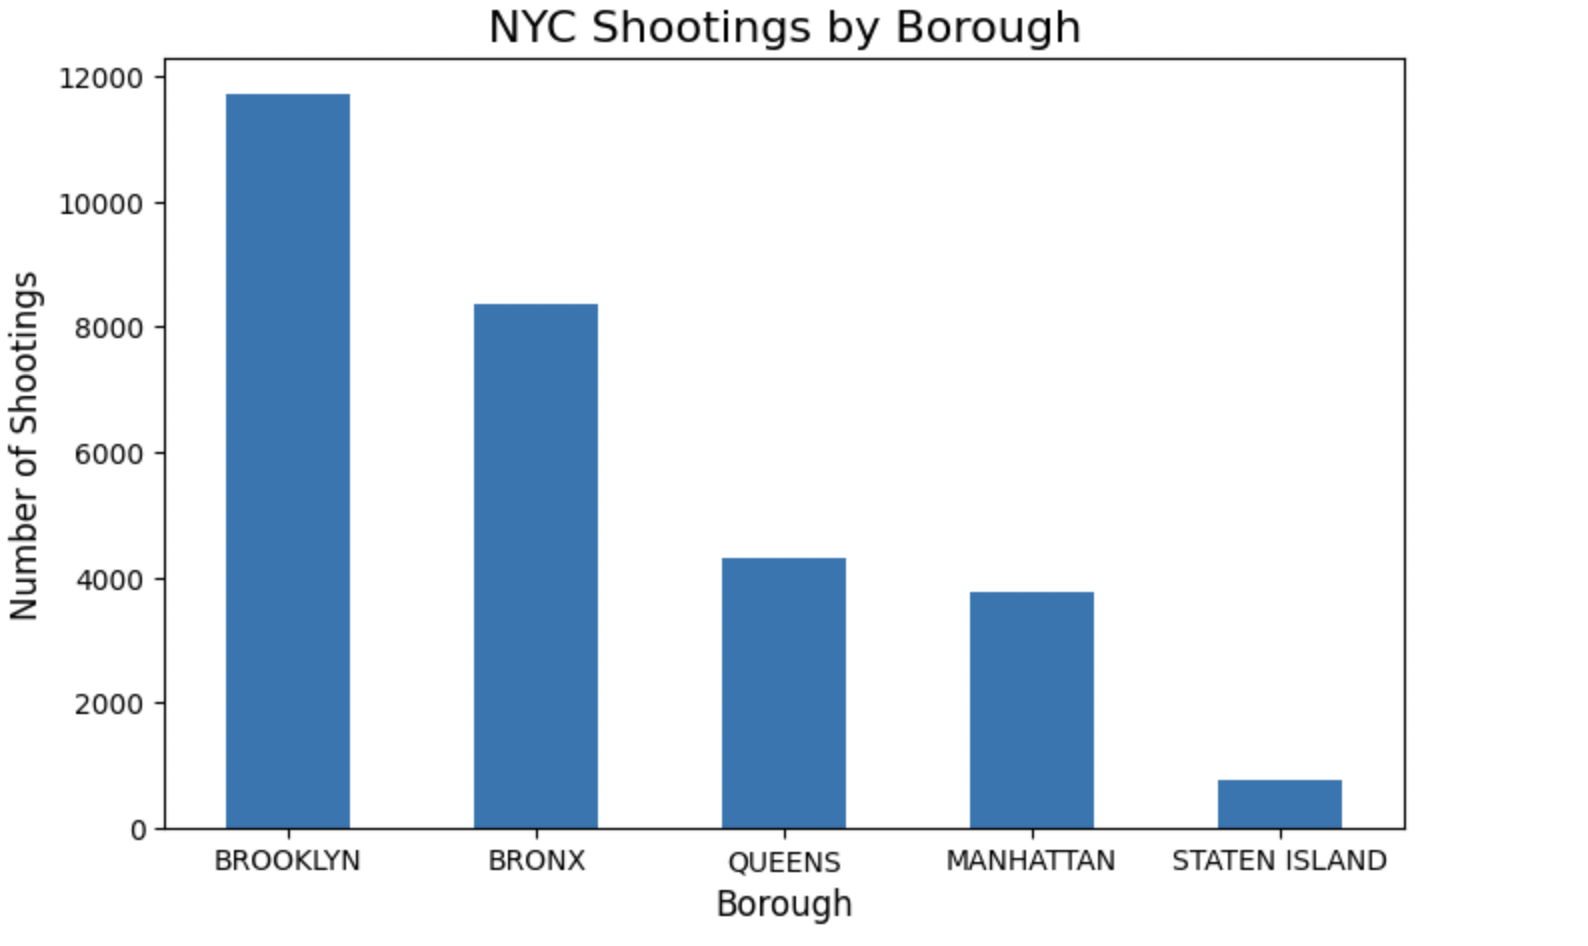 NYC Shootings by Borough
12000
10000
8000
6000
4000
2000
0
Number of Shootings
BROOKLYN
BRONX
QUEENS
MANHATTAN
STATEN ISLAND
Borough